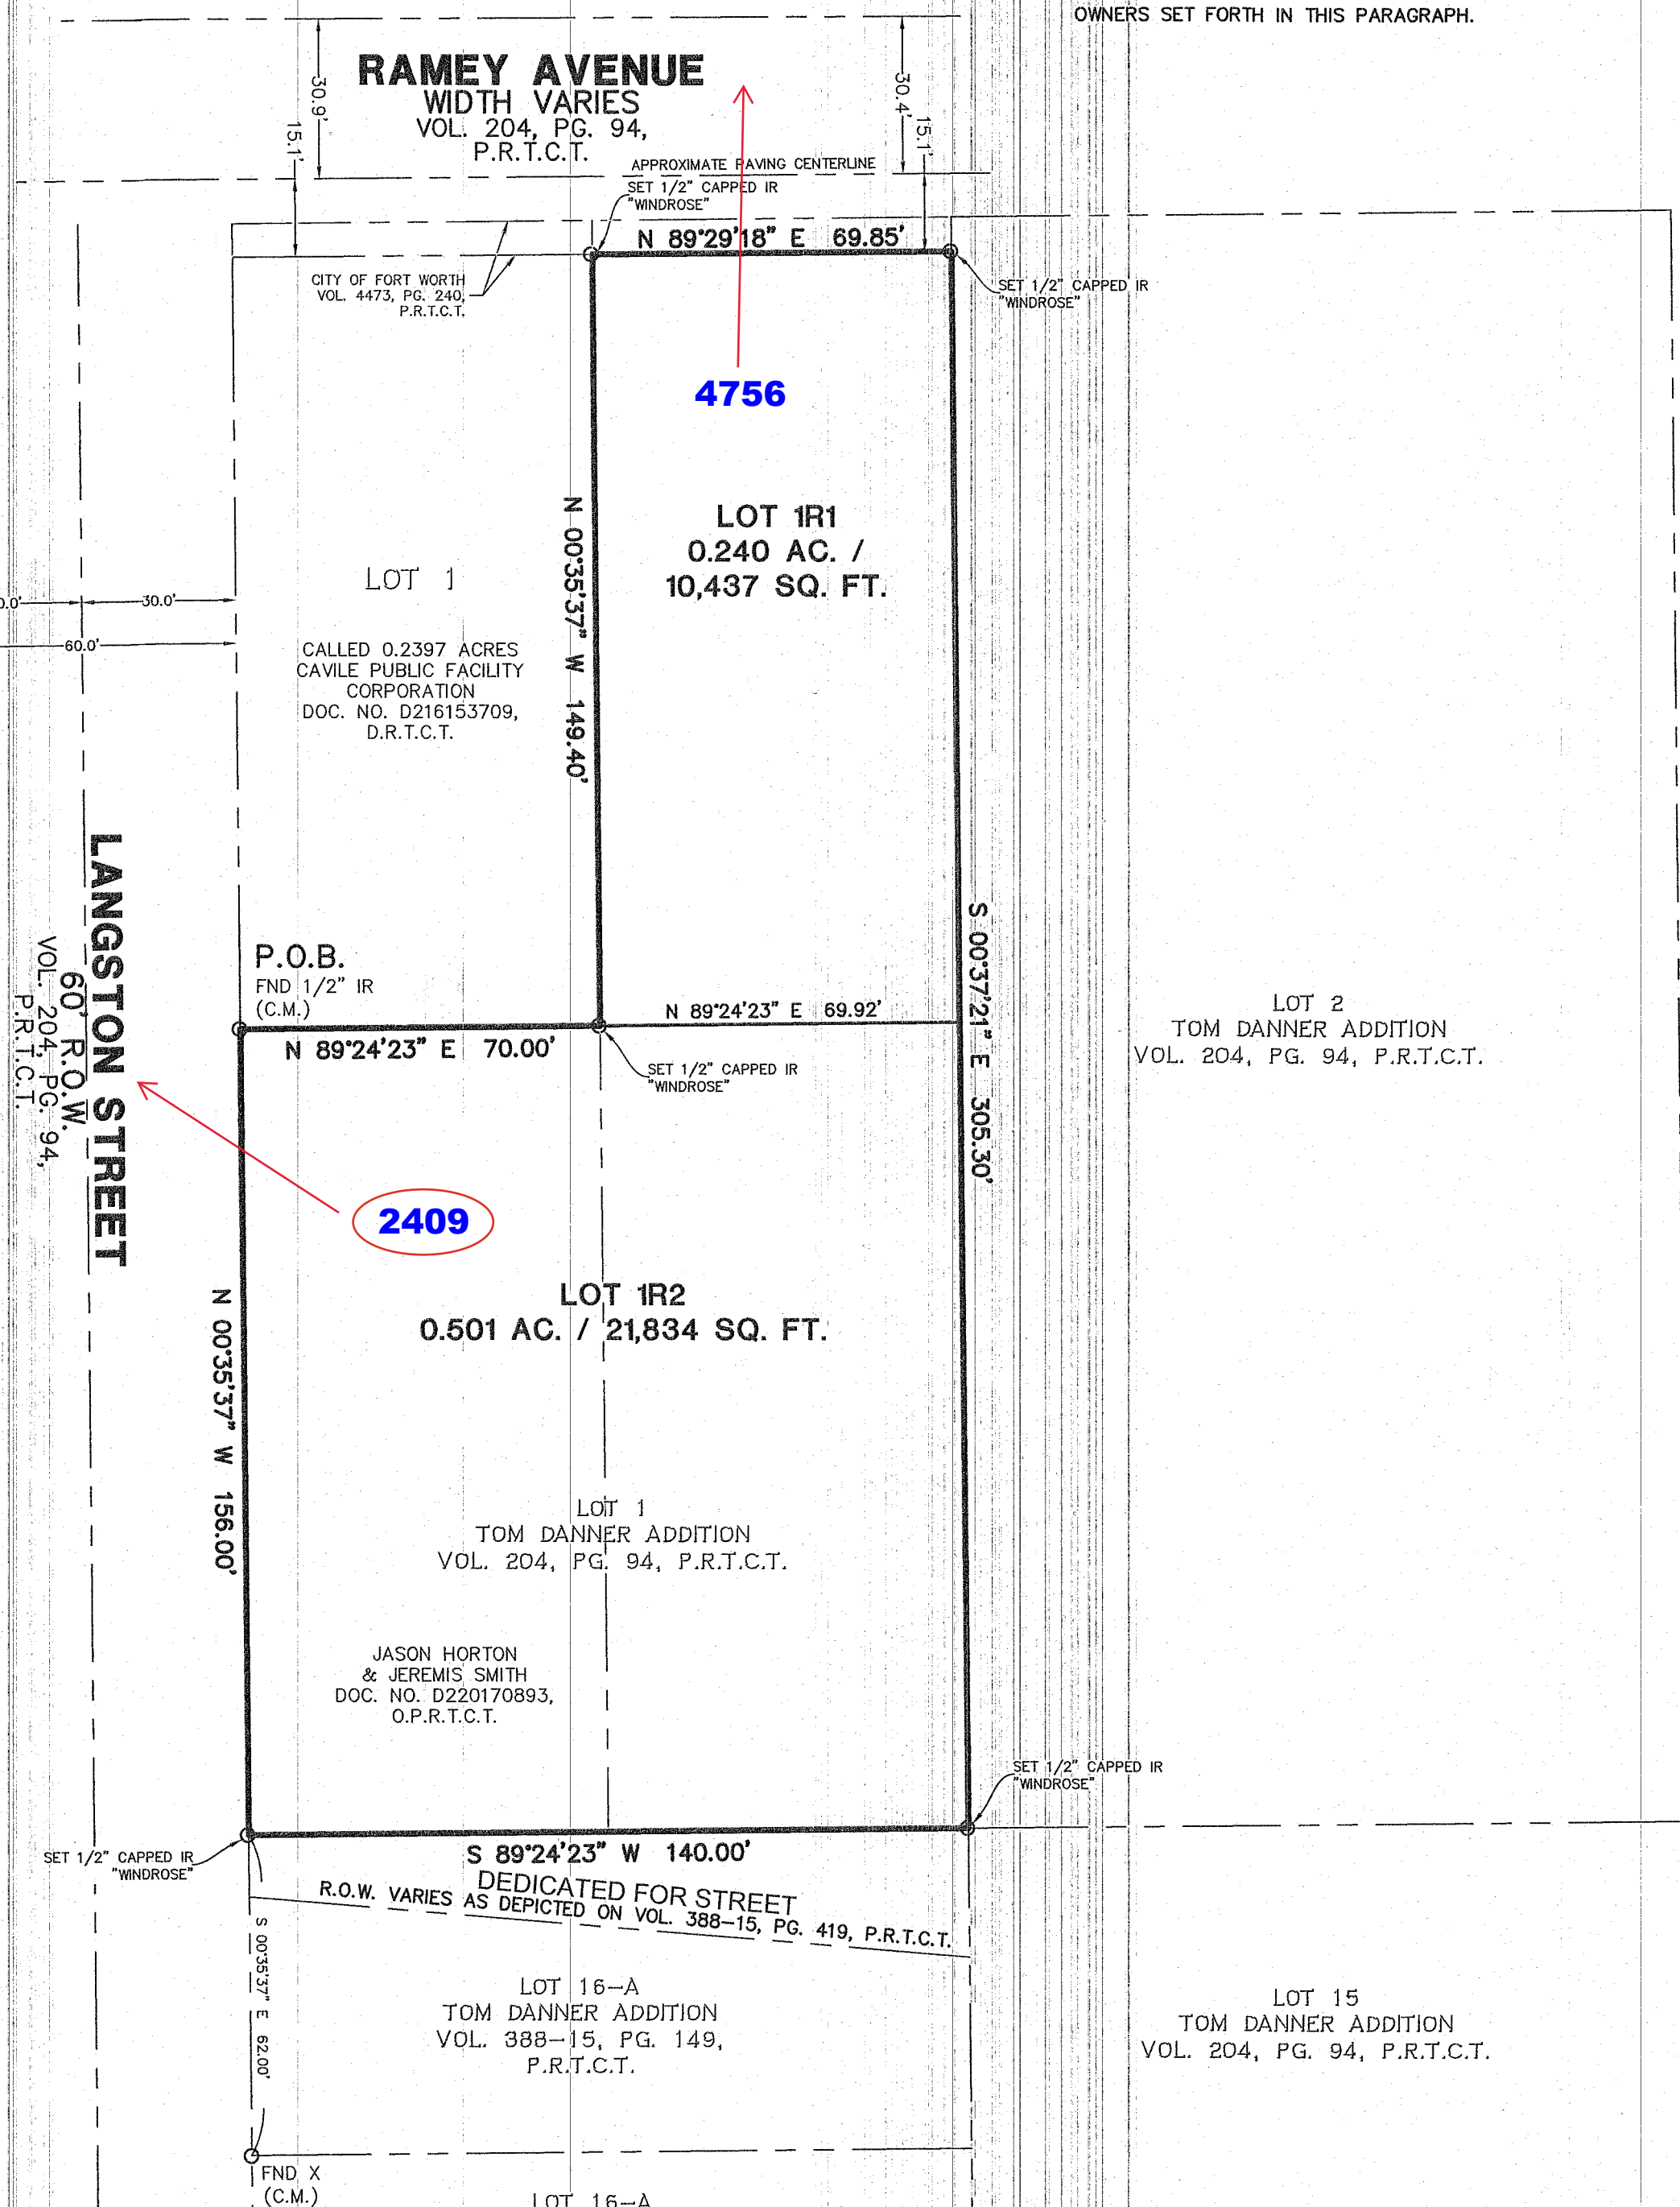 OWNERS SET FORTH IN THIS PARAGRAPH.
RAMEY AVENUE
WIDTH VARIES
VOL. 204, PG. 94,
P.R.T.C.T.
30.9'
15.1'
30.4'
15.1'
APPROXIMATE PAVING CENTERLINE
SET 1/2" CAPPED IR
"WINDROSE"
N 89°29'18" E 69.85'
SET 1/2" CAPPED IR
"WINDROSE"
CITY OF FORT WORTH
VOL. 4473, PG. 240,
P.R.T.C.T.
4756
LOT 1R1
0.240 AC. /
10,437 SQ. FT.
N 00°35'37" W 149.40'
LOT 1
30.0'
60.0'
CALLED 0.2397 ACRES
CAVILE PUBLIC FACILITY
CORPORATION
DOC. NO. D216153709,
D.R.T.C.T.
LANGSTON STREET
60' R.O.W.
VOL. 204, PG. 94,
P.R.T.C.T.
P.O.B.
FND 1/2" IR
(C.M.)
N 89°24'23" E 69.92'
N 89°24'23" E 70.00'
SET 1/2" CAPPED IR
"WINDROSE"
S 00°37'21" E 305.30'
LOT 2
TOM DANNER ADDITION
VOL. 204, PG. 94, P.R.T.C.T.
2409
LOT 1R2
0.501 AC. / 21,834 SQ. FT.
N 00°35'37" W 156.00'
LOT 1
TOM DANNER ADDITION
VOL. 204, PG. 94, P.R.T.C.T.
JASON HORTON
& JEREMIS SMITH
DOC. NO. D220170893,
O.P.R.T.C.T.
SET 1/2" CAPPED IR
"WINDROSE"
SET 1/2" CAPPED IR
"WINDROSE"
S 89°24'23" W 140.00'
DEDICATED FOR STREET
R.O.W. VARIES AS DEPICTED ON VOL. 388-15, PG. 419, P.R.T.C.T.
S 00°35'37" E 62.00'
LOT 16-A
TOM DANNER ADDITION
VOL. 388-15, PG. 149,
P.R.T.C.T.
LOT 15
TOM DANNER ADDITION
VOL. 204, PG. 94, P.R.T.C.T.
FND X
(C.M.)
LOT 16-A